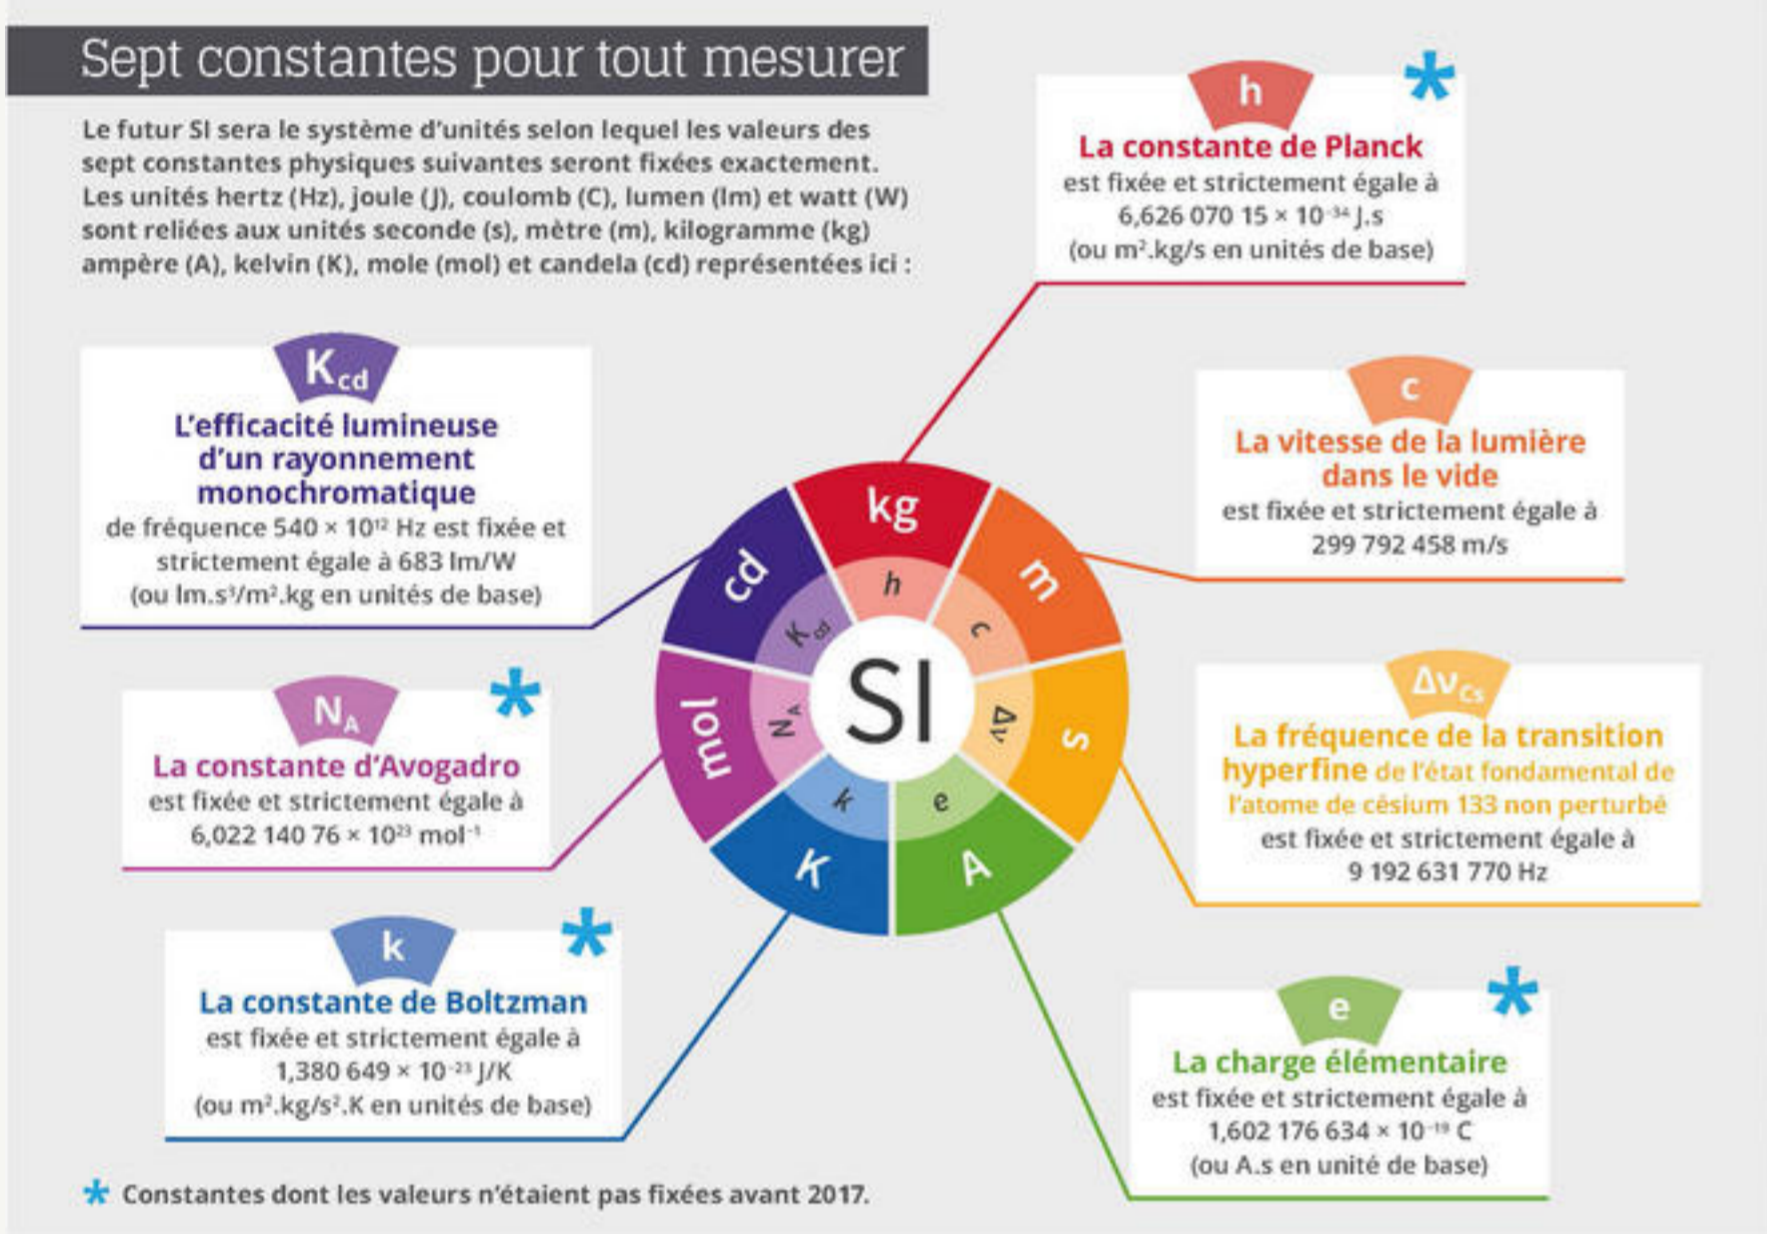 Sept constantes pour tout mesurer
Le futur SI sera le système d'unités selon lequel les valeurs des
sept constantes physiques suivantes seront fixées exactement.
Les unités hertz (Hz), joule (J), coulomb (C), lumen (lm) et watt (W)
sont reliées aux unités seconde (s), mètre (m), kilogramme (kg)
ampère (A), kelvin (K), mole (mol) et candela (cd) représentées ici :
h
*
La constante de Planck
est fixée et strictement égale à
6,626 070 15 × 10⁻³⁴ J.s
(ou m².kg/s en unités de base)
K cd
L'efficacité lumineuse
d'un rayonnement
monochromatique
de fréquence 540 × 10¹² Hz est fixée et
strictement égale à 683 lm/W
(ou lm.s³/m².kg en unités de base)
c
La vitesse de la lumière
dans le vide
est fixée et strictement égale à
299 792 458 m/s
kg
h
m
c
s
Δν
A
e
K
k
mol
N A
cd
K cd
SI
N A
*
La constante d'Avogadro
est fixée et strictement égale à
6,022 140 76 × 10²³ mol⁻¹
Δν Cs
La fréquence de la transition
hyperfine de l'état fondamental de
l'atome de césium 133 non perturbé
est fixée et strictement égale à
9 192 631 770 Hz
k
*
La constante de Boltzman
est fixée et strictement égale à
1,380 649 × 10⁻²³ J/K
(ou m².kg/s².K en unités de base)
e
*
La charge élémentaire
est fixée et strictement égale à
1,602 176 634 × 10⁻¹⁹ C
(ou A.s en unité de base)
* Constantes dont les valeurs n'étaient pas fixées avant 2017.